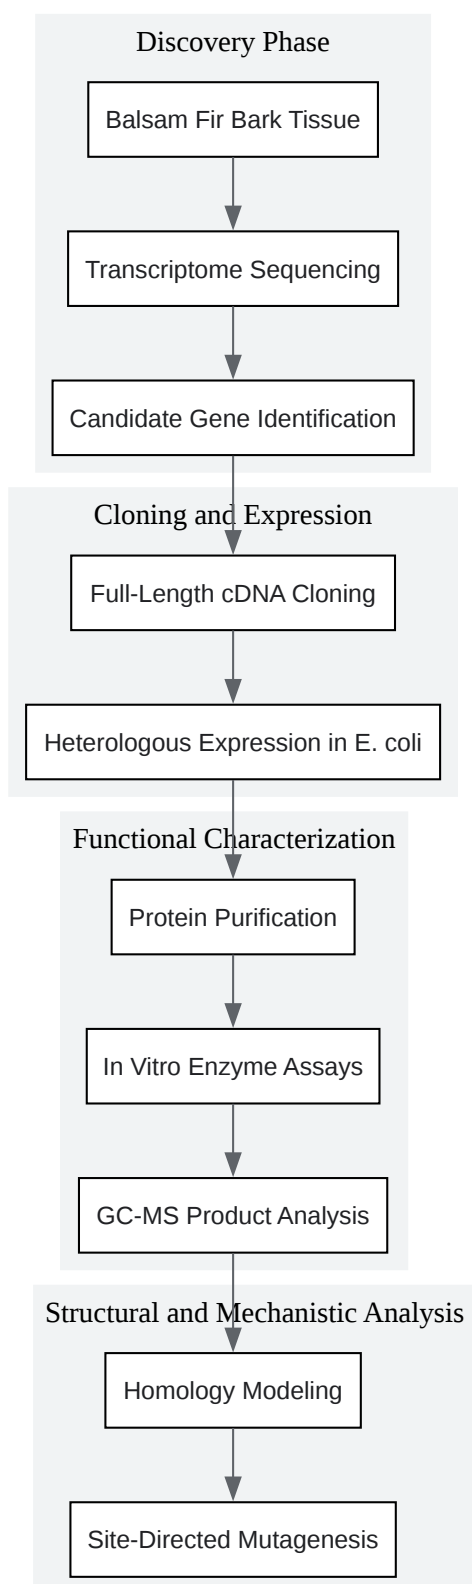 Discovery Phase
Balsam Fir Bark Tissue
Transcriptome Sequencing
Candidate Gene Identification
Cloning and Expression
Full-Length cDNA Cloning
Heterologous Expression in E. coli
Functional Characterization
Protein Purification
In Vitro Enzyme Assays
GC-MS Product Analysis
Structural and Mechanistic Analysis
Homology Modeling
Site-Directed Mutagenesis